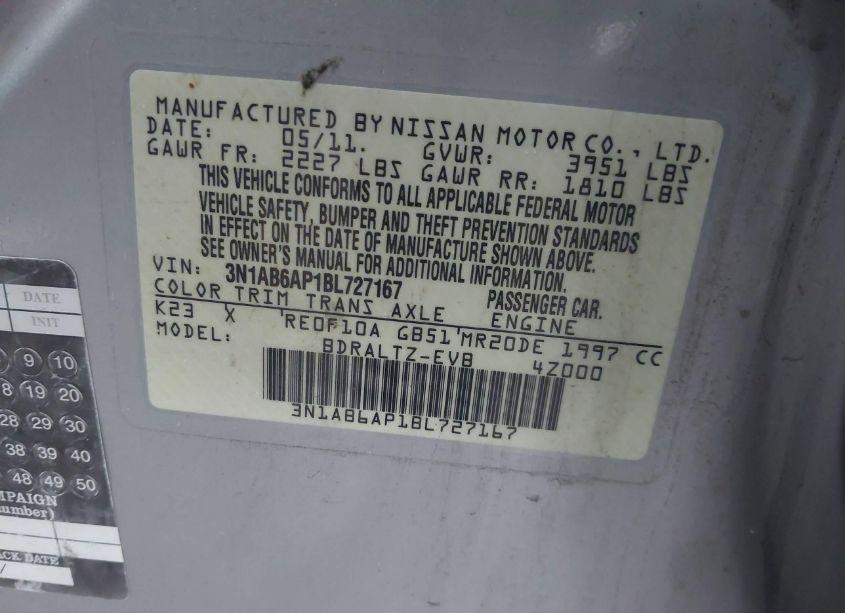 MANUFACTURED BY NISSAN MOTOR CO., LTD.
DATE: 05/11. GVWR: 3951 LBS
GAWR FR: 2227 LBS GAWR RR: 1810 LBS
THIS VEHICLE CONFORMS TO ALL APPLICABLE FEDERAL MOTOR
VEHICLE SAFETY, BUMPER AND THEFT PREVENTION STANDARDS
IN EFFECT ON THE DATE OF MANUFACTURE SHOWN ABOVE.
SEE OWNER'S MANUAL FOR ADDITIONAL INFORMATION.
VIN: 3N1AB6AP1BL727167 PASSENGER CAR.
COLOR TRIM TRANS AXLE ENGINE
K23 X RE0F10A GB51 MR20DE 1997 CC
MODEL: BDRALTZ-EVB 4Z000
3N1AB6AP1BL727167
DATE
INIT
9 10
8 19 20
28 29 30
38 39 40
48 49 50
MPAIGN
number)
ACK DATE
/